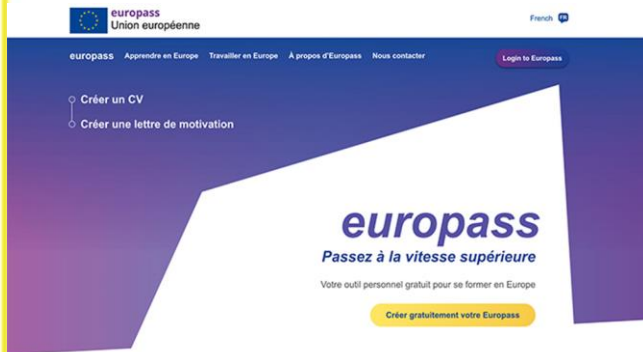 europass
Union européenne
French FR
europass Apprendre en Europe Travailler en Europe À propos d'Europass Nous contacter Login to Europass
Créer un CV
Créer une lettre de motivation
europass
Passez à la vitesse supérieure
Votre outil personnel gratuit pour se former en Europe
Créer gratuitement votre Europass